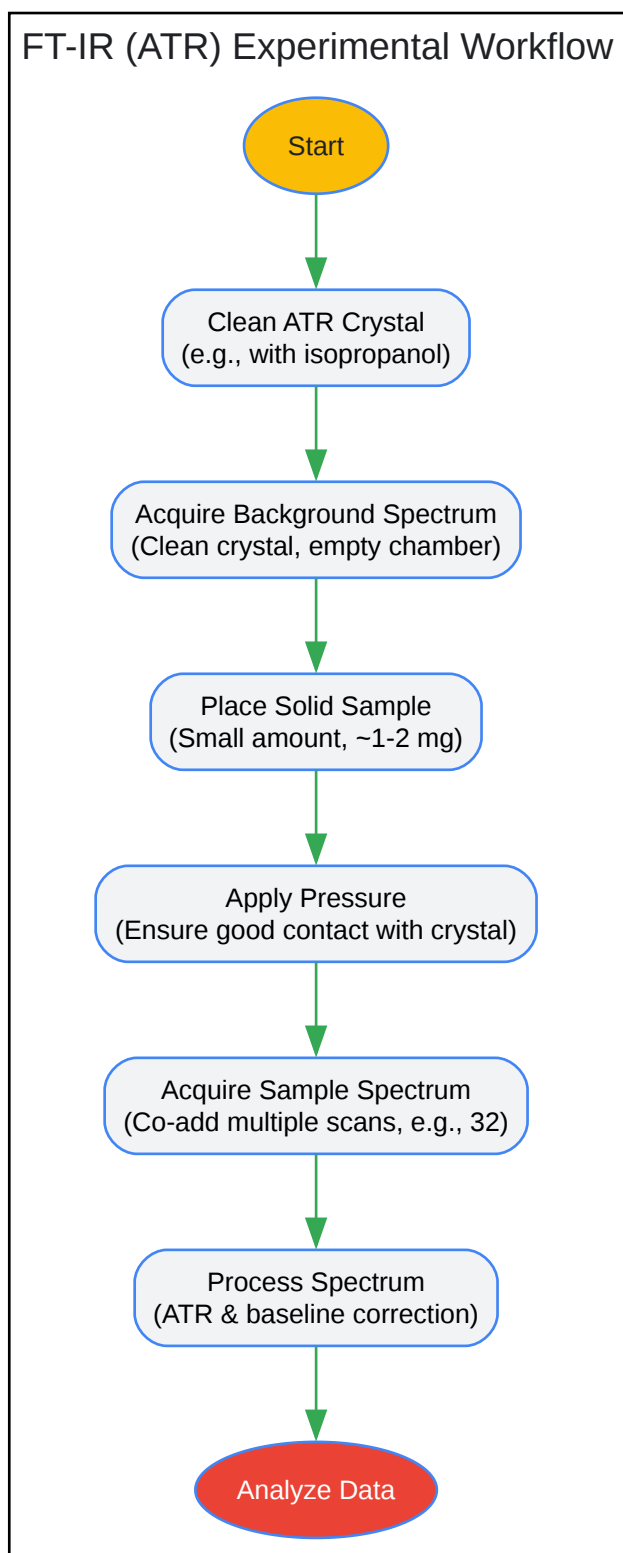 FT-IR (ATR) Experimental Workflow
Start
Clean ATR Crystal
(e.g., with isopropanol)
Acquire Background Spectrum
(Clean crystal, empty chamber)
Place Solid Sample
(Small amount, ~1-2 mg)
Apply Pressure
(Ensure good contact with crystal)
Acquire Sample Spectrum
(Co-add multiple scans, e.g., 32)
Process Spectrum
(ATR & baseline correction)
Analyze Data